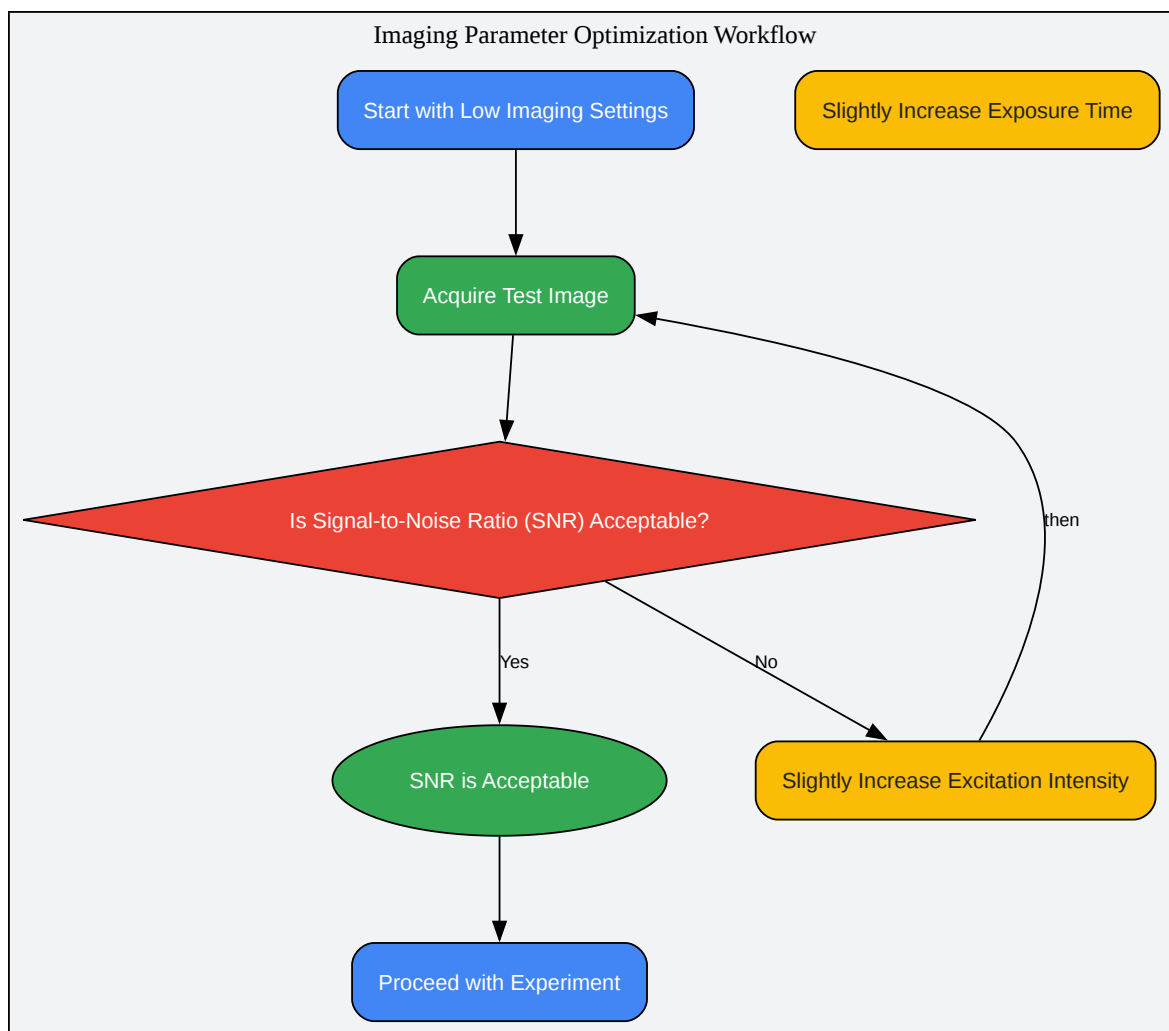 Imaging Parameter Optimization Workflow
Start with Low Imaging Settings
Slightly Increase Exposure Time
Acquire Test Image
Is Signal-to-Noise Ratio (SNR) Acceptable?
then
Yes
No
SNR is Acceptable
Slightly Increase Excitation Intensity
Proceed with Experiment